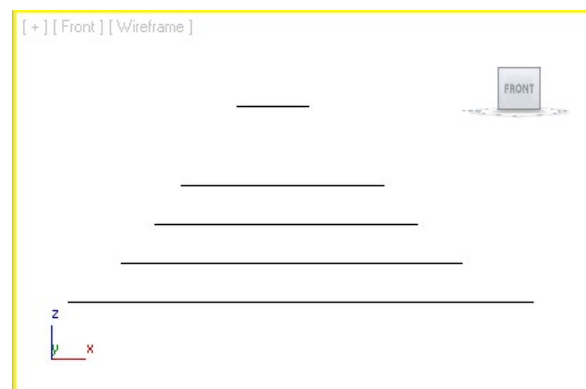 [ + ] [ Front ] [ Wireframe ]
FRONT
z
y
x